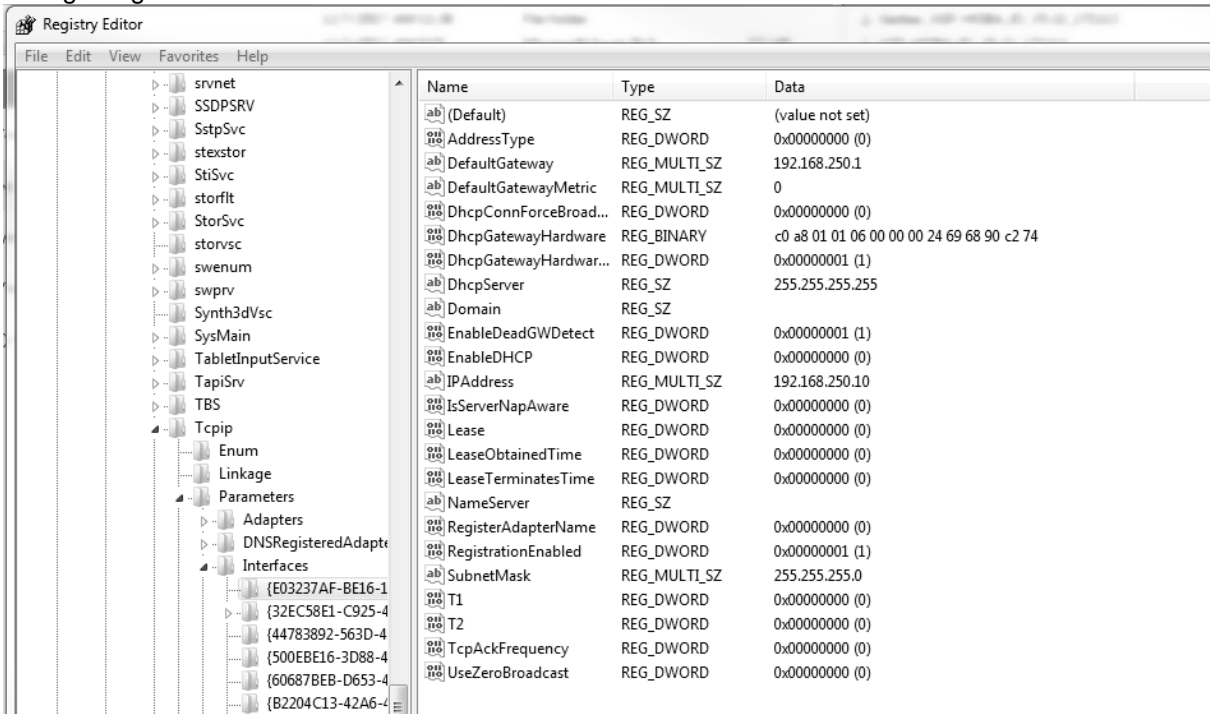 Registry Editor
File Edit View Favorites Help
srvnet
SSDPSRV
SstpSvc
stexstor
StiSvc
storflt
StorSvc
storvsc
swenum
swprv
Synth3dVsc
SysMain
TabletInputService
TapiSrv
TBS
Tcpip
Enum
Linkage
Parameters
Adapters
DNSRegisteredAdapte
Interfaces
{E03237AF-BE16-1
{32EC58E1-C925-4
{44783892-563D-4
{500EBE16-3D88-4
{60687BEB-D653-4
{B2204C13-42A6-4
Name Type Data
(Default) REG_SZ (value not set)
AddressType REG_DWORD 0x00000000 (0)
DefaultGateway REG_MULTI_SZ 192.168.250.1
DefaultGatewayMetric REG_MULTI_SZ 0
DhcpConnForceBroad... REG_DWORD 0x00000000 (0)
DhcpGatewayHardware REG_BINARY c0 a8 01 01 06 00 00 00 24 69 68 90 c2 74
DhcpGatewayHardwar... REG_DWORD 0x00000001 (1)
DhcpServer REG_SZ 255.255.255.255
Domain REG_SZ
EnableDeadGWDetect REG_DWORD 0x00000001 (1)
EnableDHCP REG_DWORD 0x00000000 (0)
IPAddress REG_MULTI_SZ 192.168.250.10
IsServerNapAware REG_DWORD 0x00000000 (0)
Lease REG_DWORD 0x00000000 (0)
LeaseObtainedTime REG_DWORD 0x00000000 (0)
LeaseTerminatesTime REG_DWORD 0x00000000 (0)
NameServer REG_SZ
RegisterAdapterName REG_DWORD 0x00000000 (0)
RegistrationEnabled REG_DWORD 0x00000001 (1)
SubnetMask REG_MULTI_SZ 255.255.255.0
T1 REG_DWORD 0x00000000 (0)
T2 REG_DWORD 0x00000000 (0)
TcpAckFrequency REG_DWORD 0x00000000 (0)
UseZeroBroadcast REG_DWORD 0x00000000 (0)